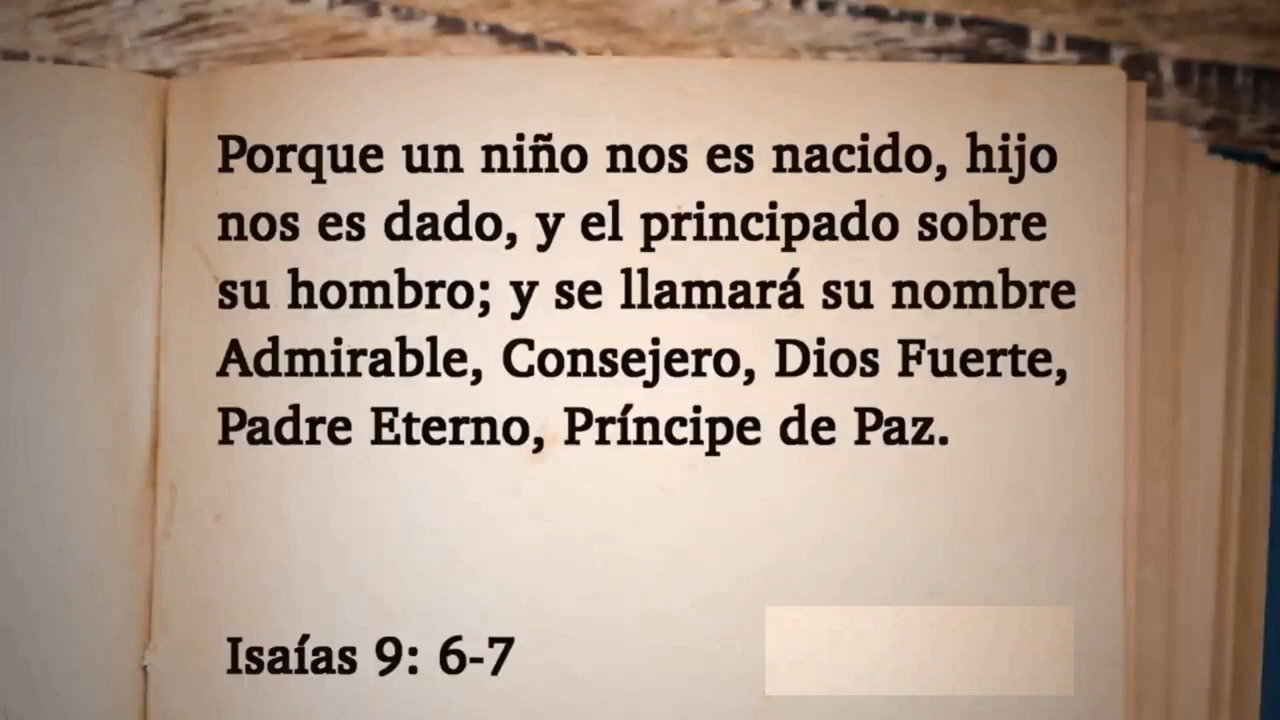 Porque un niño nos es nacido, hijo
nos es dado, y el principado sobre
su hombro; y se llamará su nombre
Admirable, Consejero, Dios Fuerte,
Padre Eterno, Príncipe de Paz.
Isaías 9: 6-7